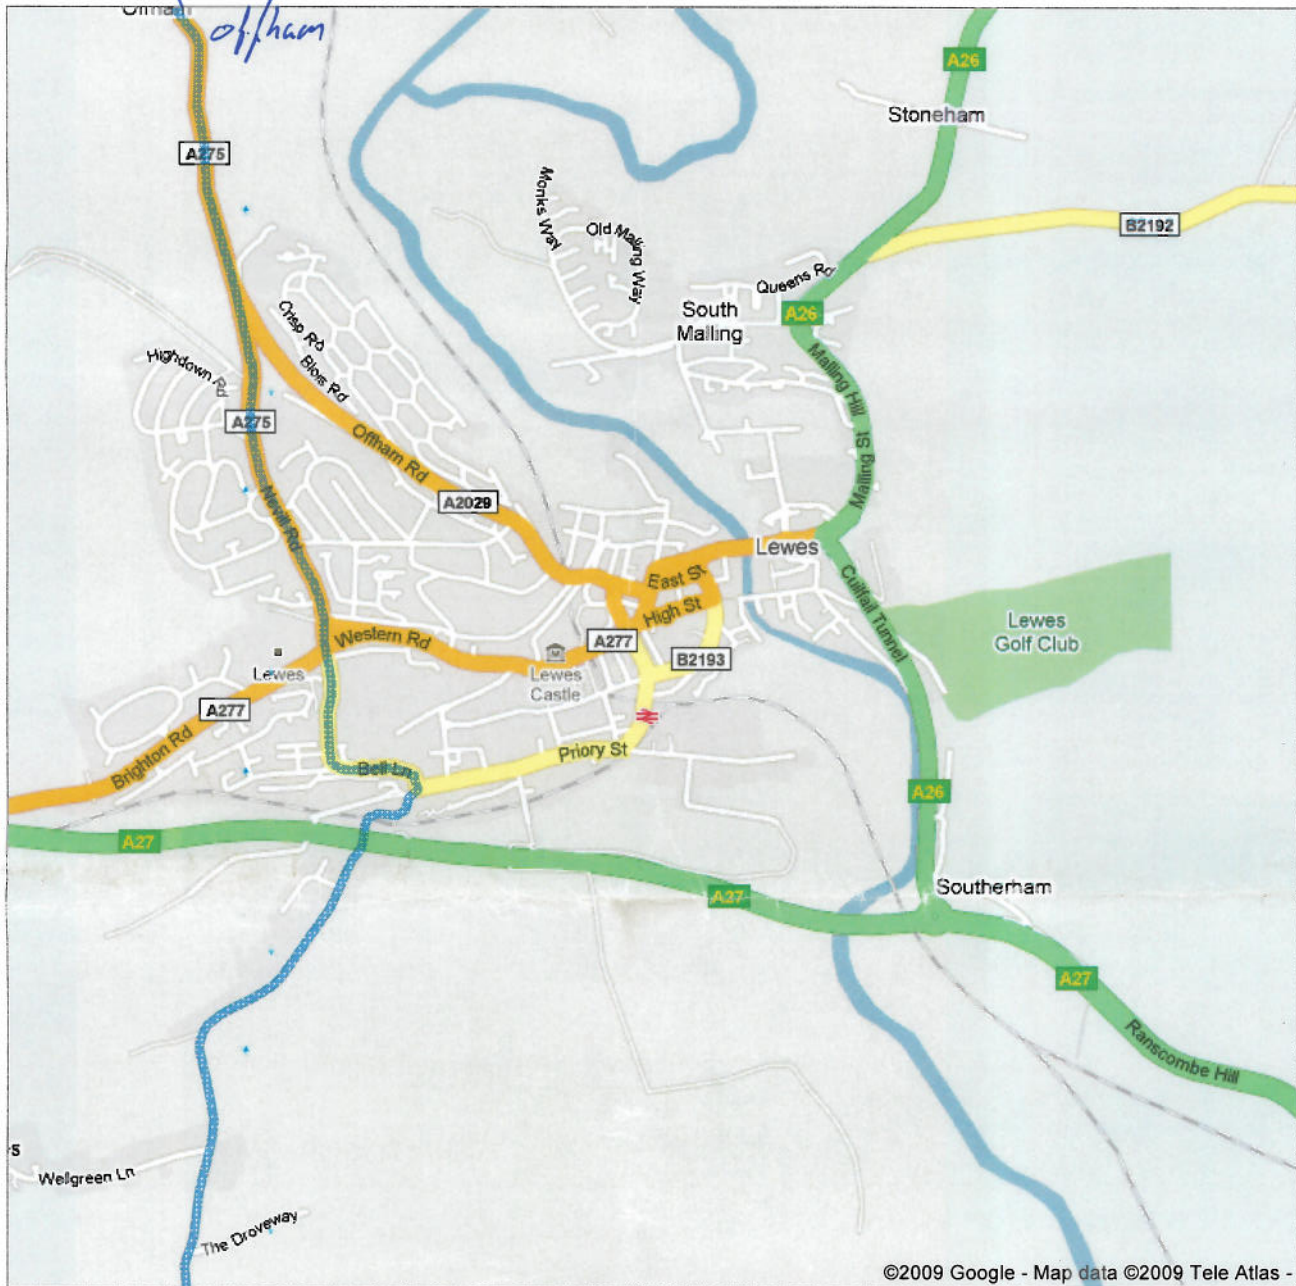 Offham
offham
A26
Stoneham
A275
B2192
Monks Way
Old Malling Way
Queens Rd
South
Malling
A26
Crisp Rd
Blois Rd
Highdown Rd
Malling Hill
A275
Offham Rd
Malling St
A2029
Nevill Rd
Lewes
East St
Cuilfail Tunnel
High St
Lewes
Golf Club
Western Rd
A277
B2193
Lewes
Lewes
Castle
A277
Brighton Rd
Priory St
Bell Ln
A26
A27
A27
Southerham
A27
Ranscombe Hill
s
Wellgreen Ln
The Droveway
©2009 Google - Map data ©2009 Tele Atlas -